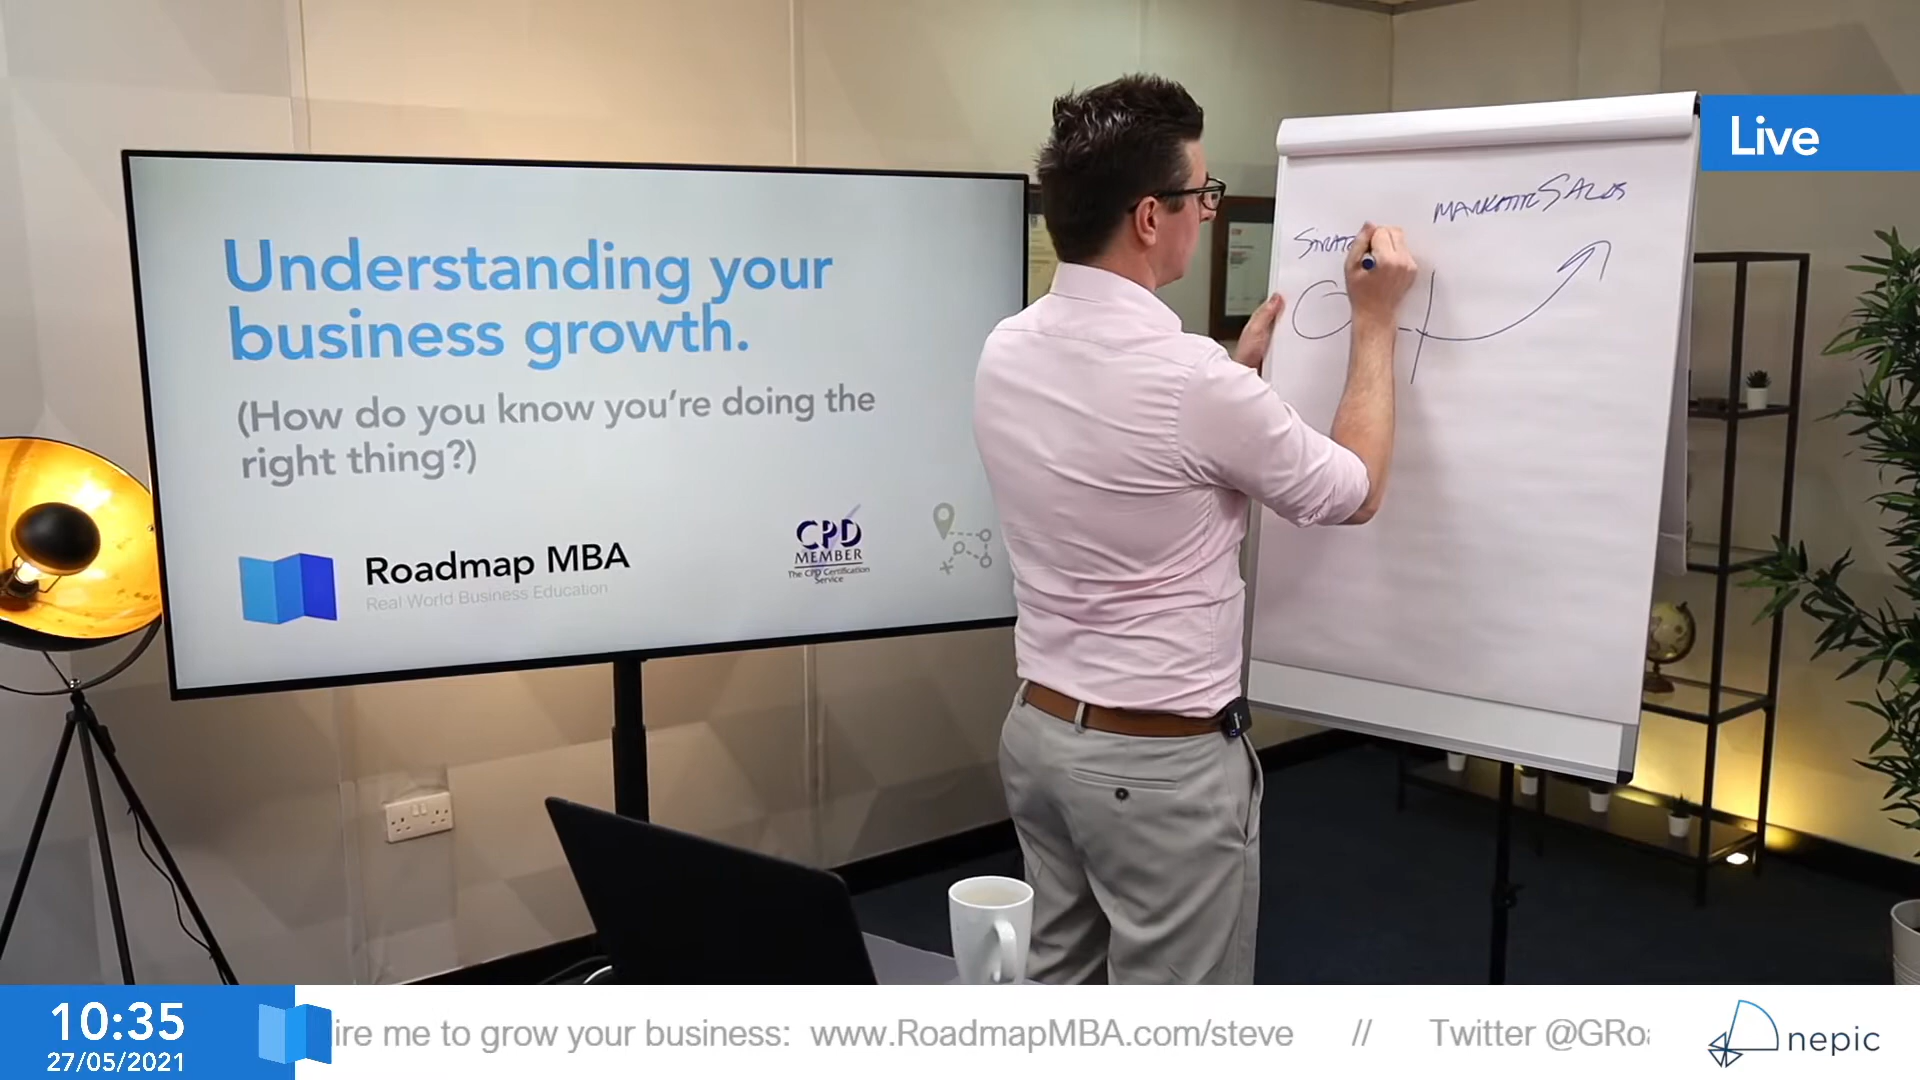 Understanding your
business growth.
(How do you know you're doing the
right thing?)
Roadmap MBA
Real World Business Education
CPD
MEMBER
The CPD Certification
Service
SALES
Live
10:35
27/05/2021
ire me to grow your business: www.RoadmapMBA.com/steve // Twitter @GRoa
nepic